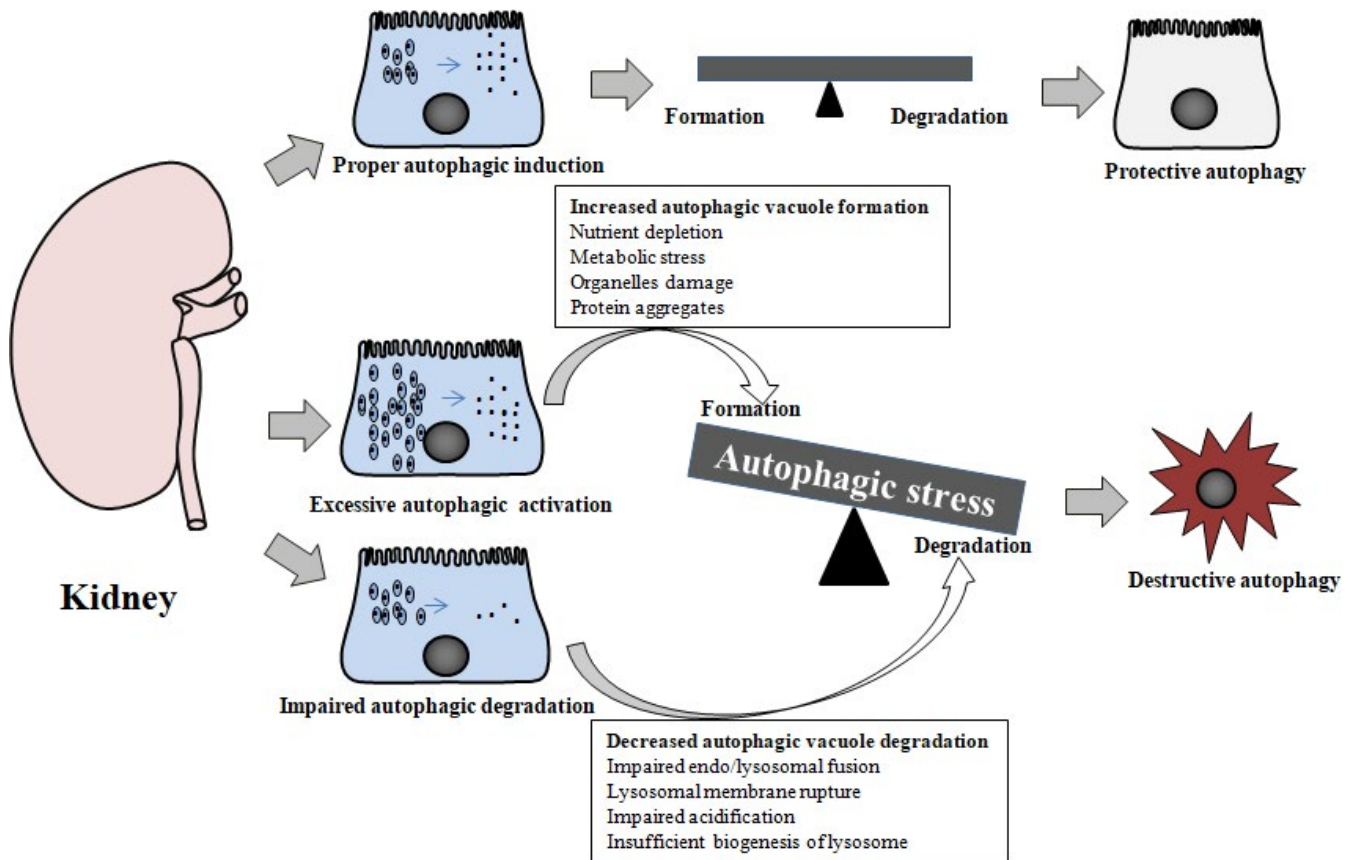 Proper autophagic induction
Formation
Degradation
Protective autophagy
Increased autophagic vacuole formation
Nutrient depletion
Metabolic stress
Organelles damage
Protein aggregates
Kidney
Excessive autophagic activation
Formation
Autophagic stress
Degradation
Destructive autophagy
Impaired autophagic degradation
Decreased autophagic vacuole degradation
Impaired endo/lysosomal fusion
Lysosomal membrane rupture
Impaired acidification
Insufficient biogenesis of lysosome